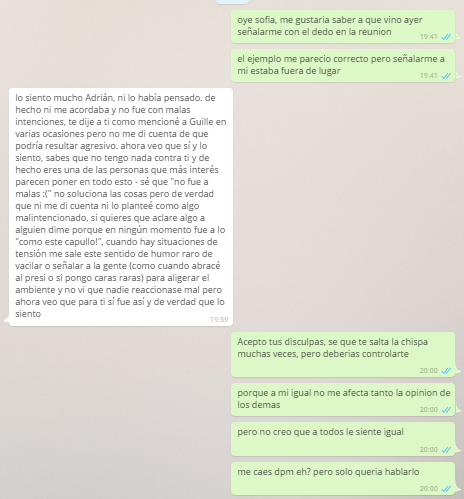 oye sofia, me gustaria saber a que vino ayer
señalarme con el dedo en la reunion
19:41
el ejemplo me parecio correcto pero señalarme a
mi estaba fuera de lugar
19:41
lo siento mucho Adrián, ni lo había pensado. de
hecho ni me acordaba y no fue con malas
intenciones, te dije a ti como mencioné a Guille en
varias ocasiones pero no me di cuenta de que
podría resultar agresivo. ahora veo que sí y lo
siento, sabes que no tengo nada contra ti y de
hecho eres una de las personas que más interés
parecen poner en todo esto - sé que "no fue a
malas :(" no soluciona las cosas pero de verdad
que ni me di cuenta ni lo planteé como algo
malintencionado, si quieres que aclare algo a
alguien dime porque en ningún momento fue a lo
"como este capullo!", cuando hay situaciones de
tensión me sale este sentido de humor raro de
vacilar o señalar a la gente (como cuando abracé
al presi o si pongo caras raras) para aligerar el
ambiente y no vi que nadie reaccionase mal pero
ahora veo que para ti sí fue así y de verdad que lo
siento
19:59
Acepto tus disculpas, se que te salta la chispa
muchas veces, pero deberias controlarte
20:00
porque a mi igual no me afecta tanto la opinion de
los demas
20:00
pero no creo que a todos le siente igual
20:00
me caes dpm eh? pero solo queria hablarlo
20:00